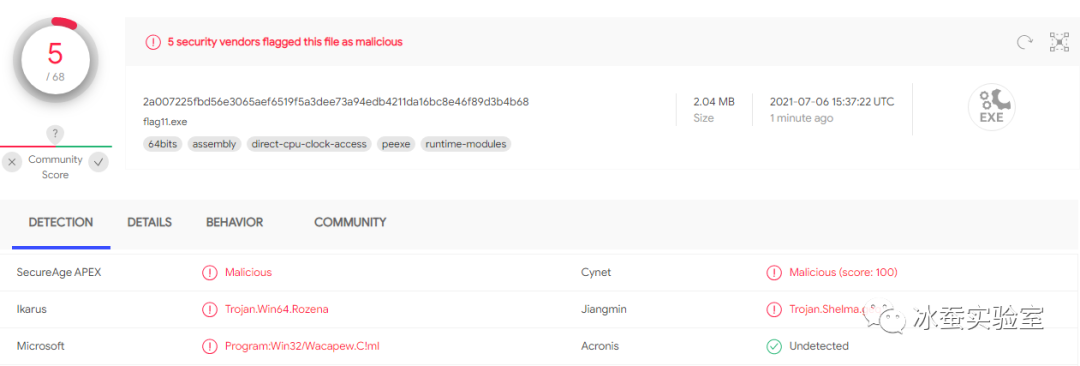 5
/ 68
?
Community
Score
5 security vendors flagged this file as malicious
2a007225fbd56e3065aef6519f5a3dee73a94edb4211da16bc8e46f89d3b4b68
flag11.exe
64bits assembly direct-cpu-clock-access peexe runtime-modules
2.04 MB
Size
2021-07-06 15:37:22 UTC
1 minute ago
EXE
DETECTION DETAILS BEHAVIOR COMMUNITY
SecureAge APEX Malicious Cynet Malicious (score: 100)
Ikarus Trojan.Win64.Rozena Jiangmin Trojan.Shelma.
Microsoft Program:Win32/Wacapew.C!ml Acronis Undetected
冰蚕实验室